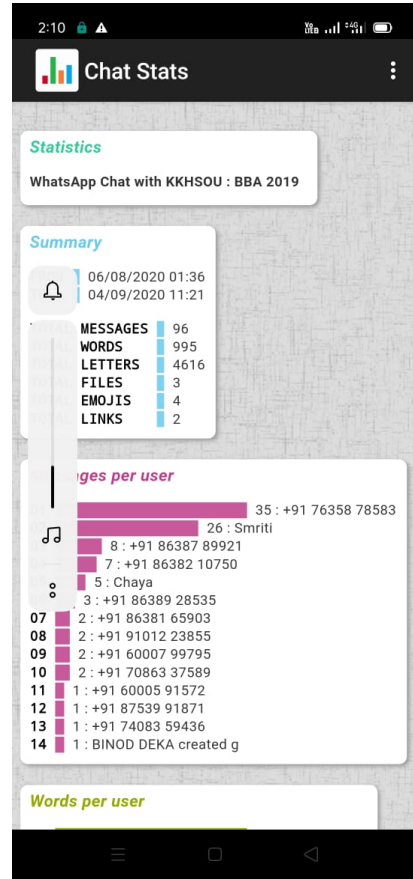 2:10
Vo LTE 4G
Chat Stats
Statistics
WhatsApp Chat with KKHSOU : BBA 2019
Summary
06/08/2020 01:36
04/09/2020 11:21
MESSAGES 96
WORDS 995
LETTERS 4616
FILES 3
EMOJIS 4
LINKS 2
ges per user
35 : +91 76358 78583
26 : Smriti
8 : +91 86387 89921
7 : +91 86382 10750
5 : Chaya
3 : +91 86389 28535
07 2 : +91 86381 65903
08 2 : +91 91012 23855
09 2 : +91 60007 99795
10 2 : +91 70863 37589
11 1 : +91 60005 91572
12 1 : +91 87539 91871
13 1 : +91 74083 59436
14 1 : BINOD DEKA created g
Words per user